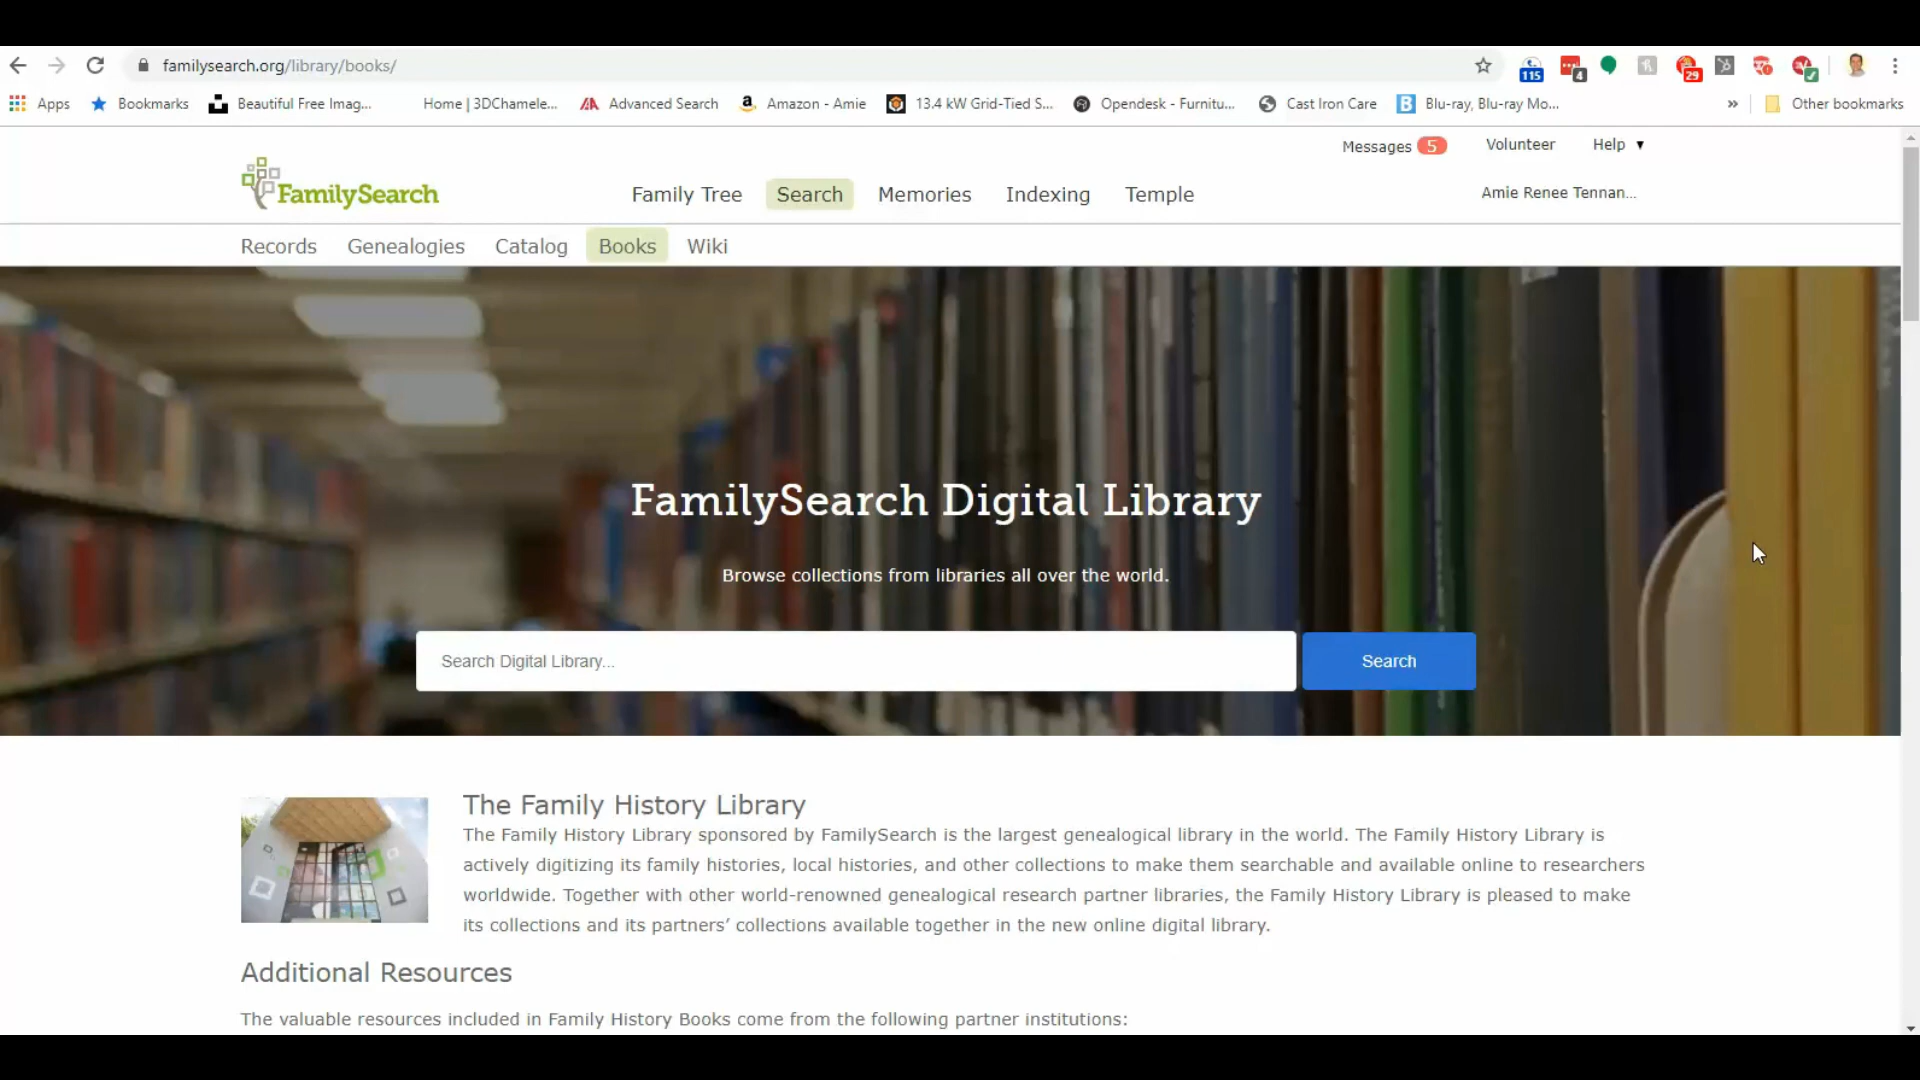 familysearch.org/library/books/
115
4
29
Apps
Bookmarks
Beautiful Free Imag...
Home | 3DChamele...
Advanced Search
Amazon - Amie
13.4 kW Grid-Tied S...
Opendesk - Furnitu...
Cast Iron Care
Blu-ray, Blu-ray Mo...
»
Other bookmarks
Messages 5
Volunteer
Help
FamilySearch
Family Tree
Search
Memories
Indexing
Temple
Amie Renee Tennan...
Records
Genealogies
Catalog
Books
Wiki
FamilySearch Digital Library
Browse collections from libraries all over the world.
Search Digital Library...
Search
The Family History Library
The Family History Library sponsored by FamilySearch is the largest genealogical library in the world. The Family History Library is
actively digitizing its family histories, local histories, and other collections to make them searchable and available online to researchers
worldwide. Together with other world-renowned genealogical research partner libraries, the Family History Library is pleased to make
its collections and its partners’ collections available together in the new online digital library.
Additional Resources
The valuable resources included in Family History Books come from the following partner institutions: